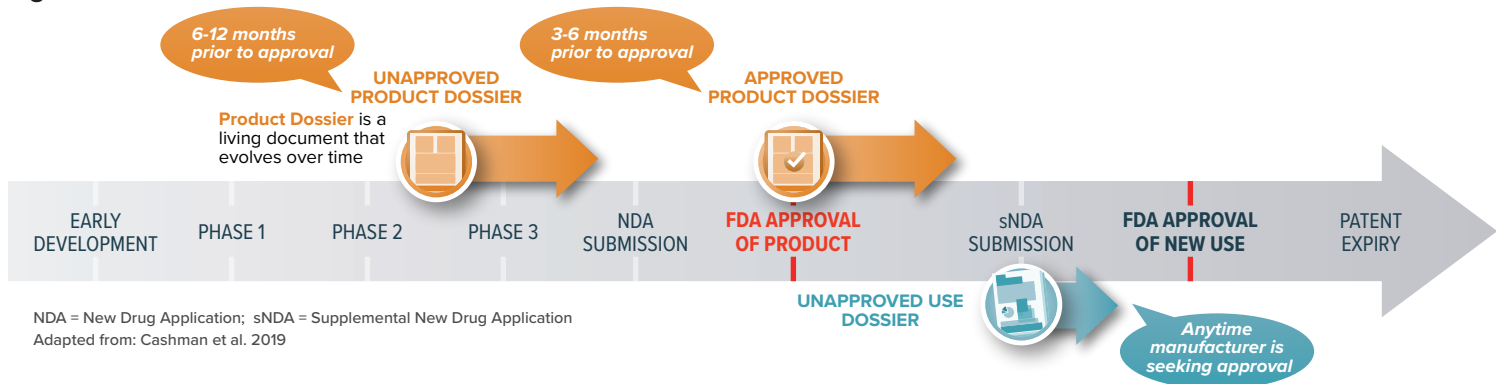 6-12 months
prior to approval
3-6 months
prior to approval
UNAPPROVED
PRODUCT DOSSIER
APPROVED
PRODUCT DOSSIER
Product Dossier is a
living document that
evolves over time
EARLY
DEVELOPMENT
PHASE 1
PHASE 2
PHASE 3
NDA
SUBMISSION
FDA APPROVAL
OF PRODUCT
sNDA
SUBMISSION
FDA APPROVAL
OF NEW USE
PATENT
EXPIRY
UNAPPROVED USE
DOSSIER
Anytime
manufacturer is
seeking approval
NDA = New Drug Application; sNDA = Supplemental New Drug Application
Adapted from: Cashman et al. 2019